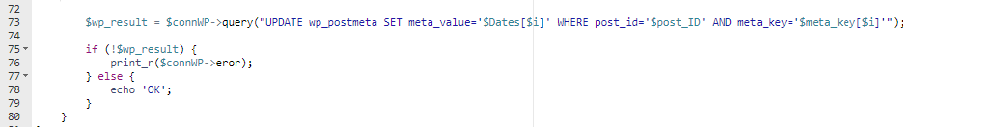 72
73 $wp_result = $connWP->query("UPDATE wp_postmeta SET meta_value='$Dates[$i]' WHERE post_id='$post_ID' AND meta_key='$meta_key[$i]'");
74
75 if (!$wp_result) {
76 print_r($connWP->eror);
77 } else {
78 echo 'OK';
79 }
80 }